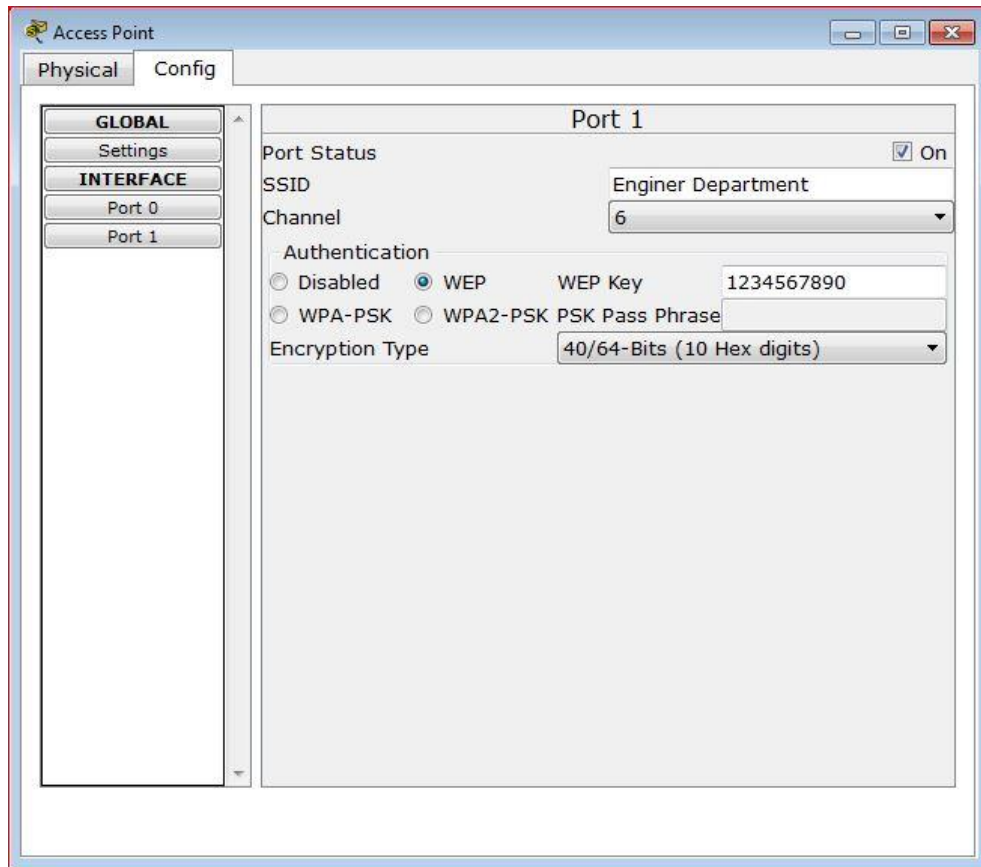 Access Point
Physical Config
GLOBAL
Settings
INTERFACE
Port 0
Port 1
Port 1
Port Status On
SSID Enginer Department
Channel 6
Authentication
Disabled WEP WEP Key 1234567890
WPA-PSK WPA2-PSK PSK Pass Phrase
Encryption Type 40/64-Bits (10 Hex digits)